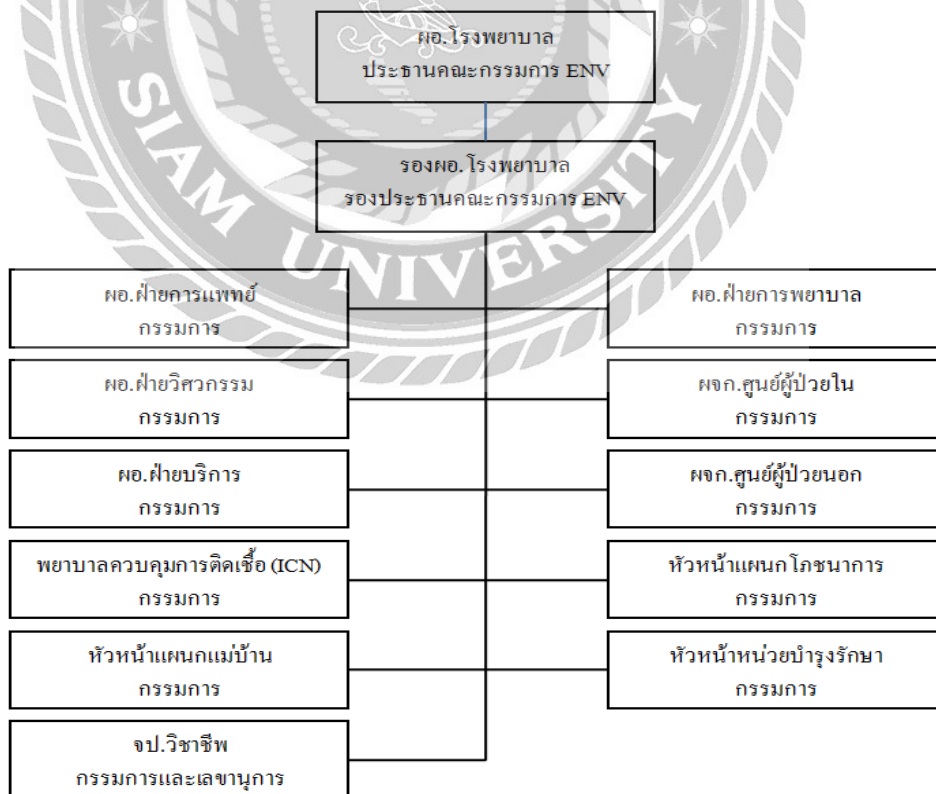 ผอ.โรงพยาบาล
ประธานคณะกรรมการ ENV
รองผอ.โรงพยาบาล
รองประธานคณะกรรมการ ENV
ผอ.ฝ่ายการแพทย์
กรรมการ
ผอ.ฝ่ายการพยาบาล
กรรมการ
ผอ.ฝ่ายวิศวกรรม
กรรมการ
ผจก.ศูนย์ผู้ป่วยใน
กรรมการ
ผอ.ฝ่ายบริการ
กรรมการ
ผจก.ศูนย์ผู้ป่วยนอก
กรรมการ
พยาบาลควบคุมการติดเชื้อ (ICN)
กรรมการ
หัวหน้าแผนกโภชนาการ
กรรมการ
หัวหน้าแผนกแม่บ้าน
กรรมการ
หัวหน้าหน่วยบำรุงรักษา
กรรมการ
จป.วิชาชีพ
กรรมการและเลขานุการ
SIAM UNIVERSITY